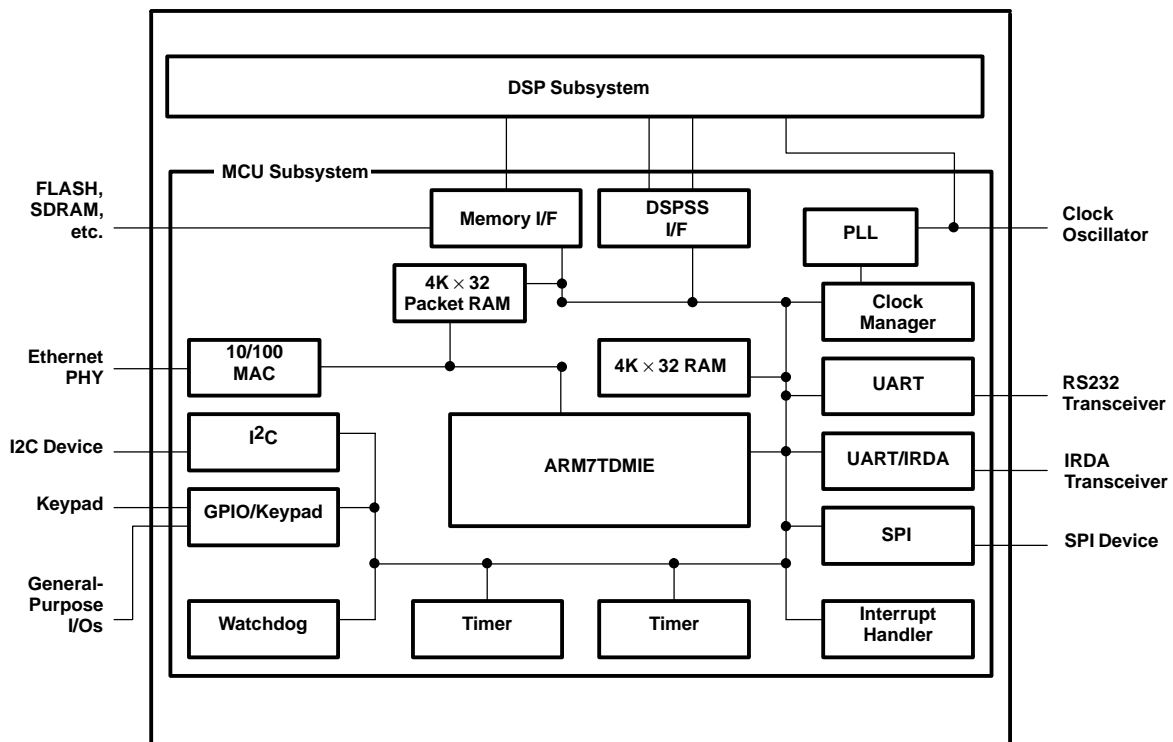 DSP Subsystem
MCU Subsystem
FLASH,
SDRAM,
etc.
Memory I/F
DSPSS
I/F
PLL
Clock
Oscillator
4K × 32
Packet RAM
Clock
Manager
Ethernet
PHY
10/100
MAC
4K × 32 RAM
UART
RS232
Transceiver
I2C Device
I²C
ARM7TDMIE
UART/IRDA
IRDA
Transceiver
Keypad
GPIO/Keypad
SPI
SPI Device
General-
Purpose
I/Os
Watchdog
Timer
Timer
Interrupt
Handler